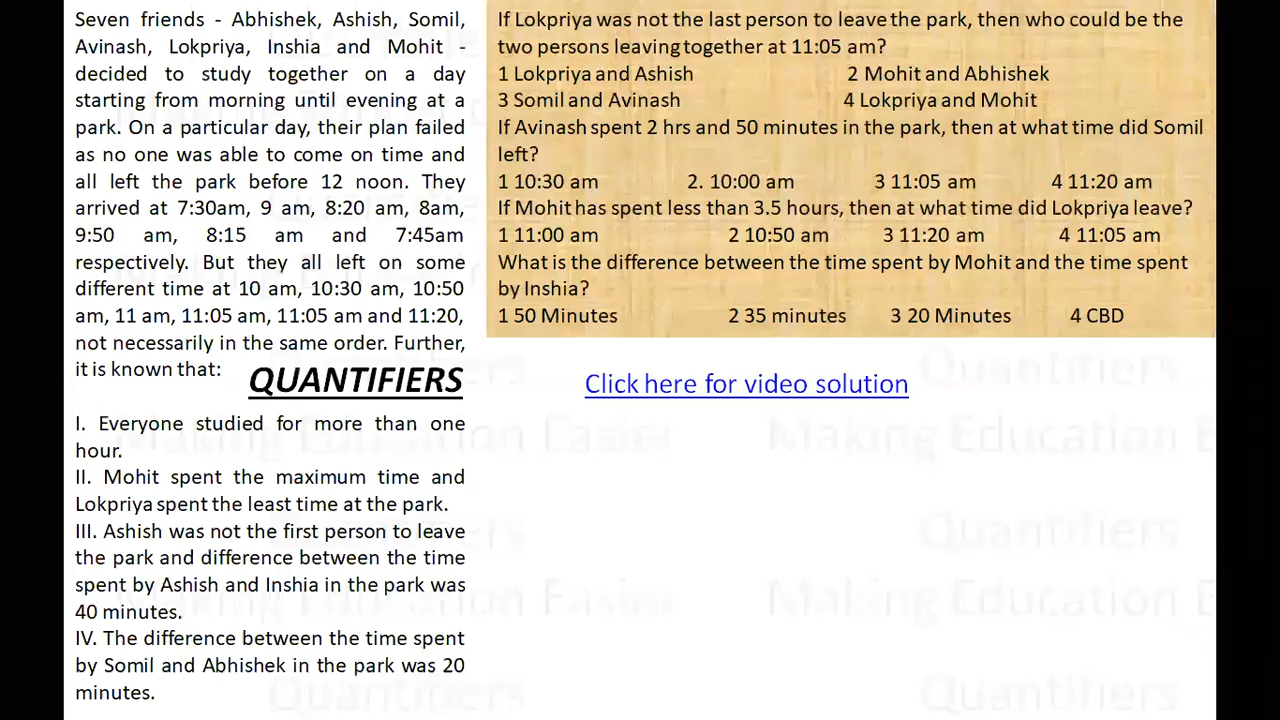 Seven friends - Abhishek, Ashish, Somil,
Avinash, Lokpriya, Inshia and Mohit -
decided to study together on a day
starting from morning until evening at a
park. On a particular day, their plan failed
as no one was able to come on time and
all left the park before 12 noon. They
arrived at 7:30am, 9 am, 8:20 am, 8am,
9:50 am, 8:15 am and 7:45am
respectively. But they all left on some
different time at 10 am, 10:30 am, 10:50
am, 11 am, 11:05 am, 11:05 am and 11:20,
not necessarily in the same order. Further,
it is known that:
QUANTIFIERS
I. Everyone studied for more than one
hour.
II. Mohit spent the maximum time and
Lokpriya spent the least time at the park.
III. Ashish was not the first person to leave
the park and difference between the time
spent by Ashish and Inshia in the park was
40 minutes.
IV. The difference between the time spent
by Somil and Abhishek in the park was 20
minutes.
If Lokpriya was not the last person to leave the park, then who could be the
two persons leaving together at 11:05 am?
1 Lokpriya and Ashish 2 Mohit and Abhishek
3 Somil and Avinash 4 Lokpriya and Mohit
If Avinash spent 2 hrs and 50 minutes in the park, then at what time did Somil
left?
1 10:30 am 2. 10:00 am 3 11:05 am 4 11:20 am
If Mohit has spent less than 3.5 hours, then at what time did Lokpriya leave?
1 11:00 am 2 10:50 am 3 11:20 am 4 11:05 am
What is the difference between the time spent by Mohit and the time spent
by Inshia?
1 50 Minutes 2 35 minutes 3 20 Minutes 4 CBD
Click here for video solution
Quantifiers
Making Education Easier Making Education E
Quantifiers Quantifiers
Making Education Easier Making Education E
Quantifiers Quantifiers